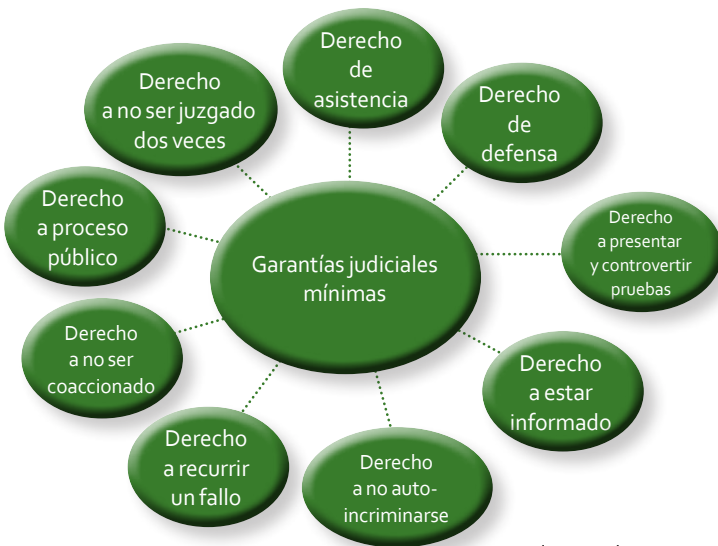 Derecho
de
asistencia
Derecho
de
defensa
Derecho
a presentar
y controvertir
pruebas
Derecho
a estar
informado
Derecho
a no auto-
incriminarse
Derecho
a recurrir
un fallo
Derecho
a no ser
coaccionado
Derecho
a proceso
público
Derecho
a no ser juzgado
dos veces
Garantías judiciales
mínimas